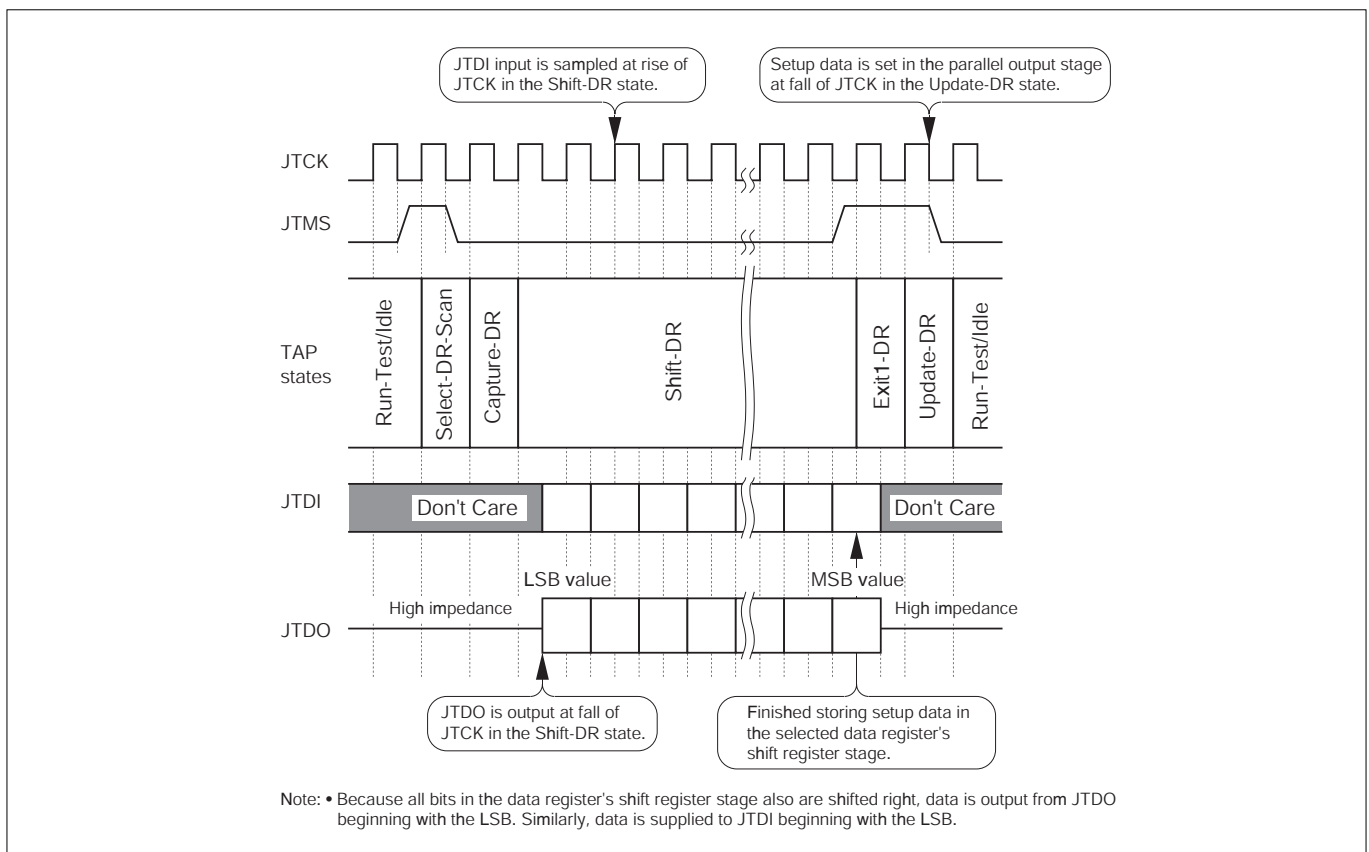 JTDI input is sampled at rise of
JTCK in the Shift-DR state.
Setup data is set in the parallel output stage
at fall of JTCK in the Update-DR state.
JTCK
JTMS
TAP
states
Run-Test/Idle
Select-DR-Scan
Capture-DR
Shift-DR
Exit1-DR
Update-DR
Run-Test/Idle
JTDI
Don't Care
Don't Care
LSB value
MSB value
High impedance
High impedance
JTDO
JTDO is output at fall of
JTCK in the Shift-DR state.
Finished storing setup data in
the selected data register's
shift register stage.
Note: • Because all bits in the data register's shift register stage also are shifted right, data is output from JTDO
beginning with the LSB. Similarly, data is supplied to JTDI beginning with the LSB.